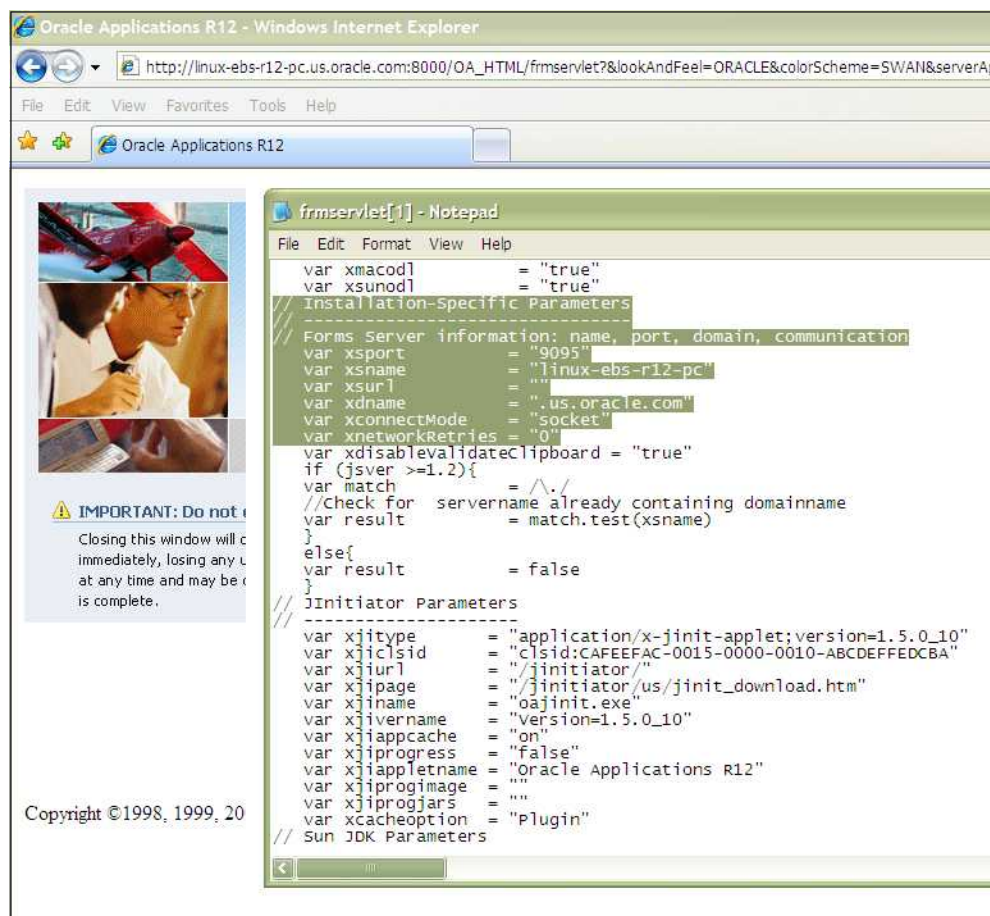 Oracle Applications R12 - Windows Internet Explorer
http://linux-ebs-r12-pc.us.oracle.com:8000/OA_HTML/frmservlet?&lookAndFeel=ORACLE&colorScheme=SWAN&serverA
File Edit View Favorites Tools Help
Oracle Applications R12
frmservlet[1] - Notepad
File Edit Format View Help
var xmacodl = "true"
var xsunodl = "true"
// Installation-Specific Parameters
// --------------------------------
// Forms Server information: name, port, domain, communication
var xsport = "9095"
var xsname = "linux-ebs-r12-pc"
var xsurl = ""
var xdname = ".us.oracle.com"
var xconnectMode = "socket"
var xnetworkRetries = "0"
var xdisableValidateClipboard = "true"
if (jsver >=1.2){
var match = /\./
//Check for servername already containing domainname
var result = match.test(xsname)
}
else{
var result = false
}
// JInitiator Parameters
// ---------------------
var xjitype = "application/x-jinit-applet;version=1.5.0_10"
var xjiclsid = "clsid:CAFEEFAC-0015-0000-0010-ABCDEFFEDCBA"
var xjiurl = "/jinitiator/"
var xjipage = "/jinitiator/us/jinit_download.htm"
var xjiname = "oajinit.exe"
var xjivername = "Version=1.5.0_10"
var xjiappcache = "on"
var xjiprogress = "false"
var xjiappletname = "Oracle Applications R12"
var xjiprogimage = ""
var xjiprogjars = ""
var xcacheoption = "Plugin"
// Sun JDK Parameters
IMPORTANT: Do not
Closing this window will
immediately, losing any
at any time and may be
is complete.
Copyright ©1998, 1999, 20